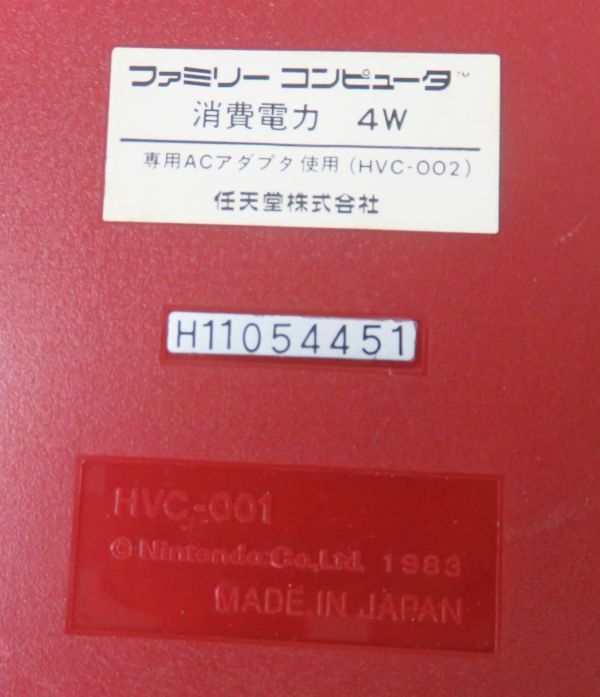 ファミリー コンピュータ™
消費電力 4W
専用ACアダプタ使用(HVC-002)
任天堂株式会社
H11054451
HVC-001
© Nintendo Co.,Ltd. 1983
MADE IN JAPAN